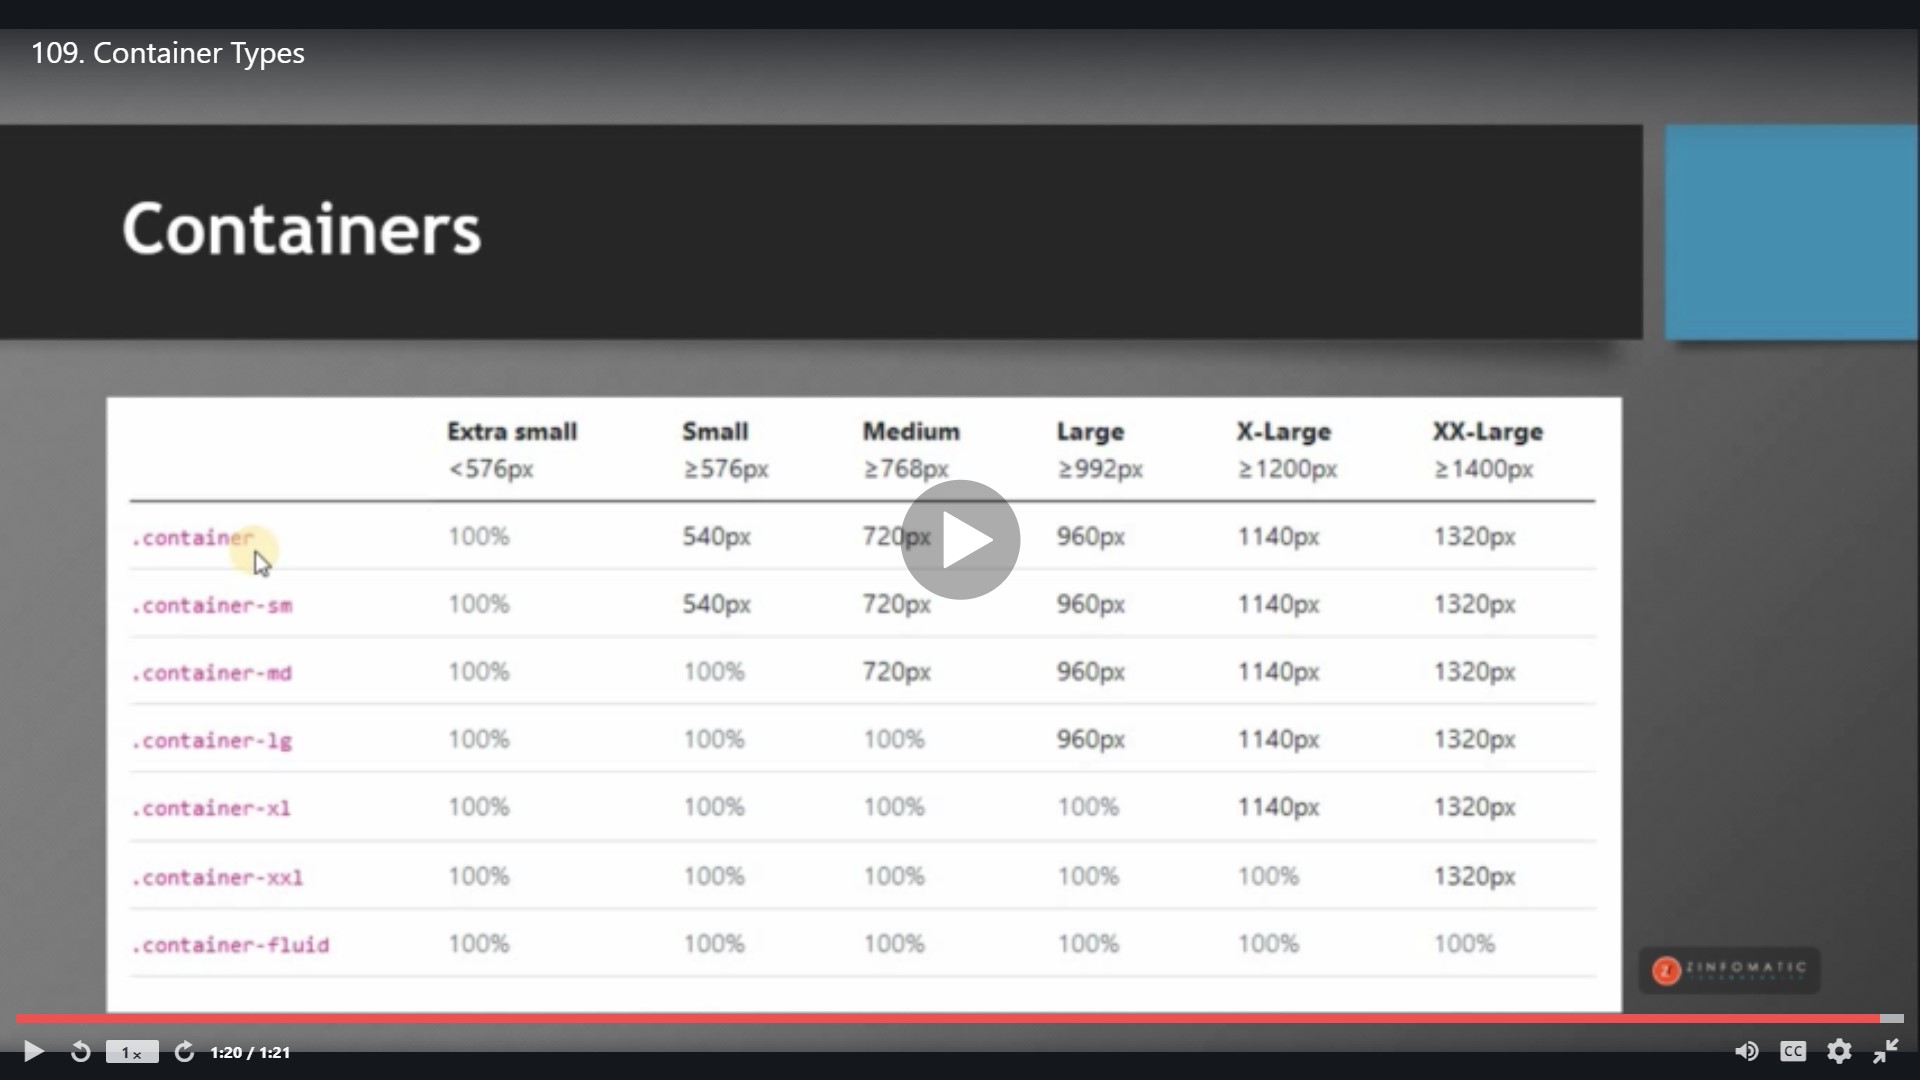 109. Container Types
Containers
Extra small Small Medium Large X-Large XX-Large
<576px ≥576px ≥768px ≥992px ≥1200px ≥1400px
.container 100% 540px 720px 960px 1140px 1320px
.container-sm 100% 540px 720px 960px 1140px 1320px
.container-md 100% 100% 720px 960px 1140px 1320px
.container-lg 100% 100% 100% 960px 1140px 1320px
.container-xl 100% 100% 100% 100% 1140px 1320px
.container-xxl 100% 100% 100% 100% 100% 1320px
.container-fluid 100% 100% 100% 100% 100% 100%
Z ZINFOMATIC
1x 1:20 / 1:21 CC